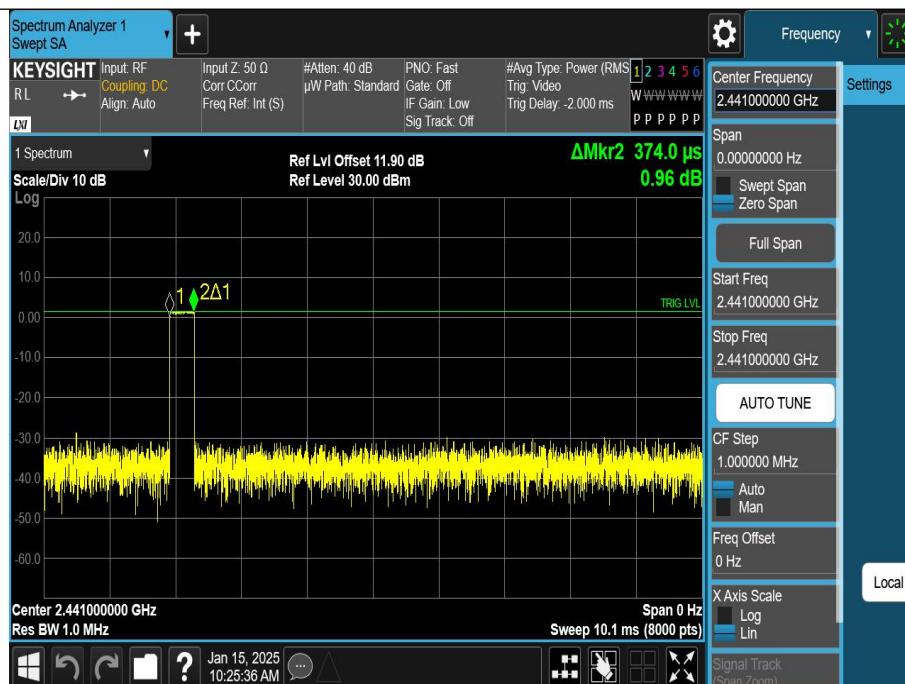 Spectrum Analyzer 1
Swept SA
Frequency
KEYSIGHT
RL
LXI
Input: RF
Coupling: DC
Align: Auto
Input Z: 50 Ω
Corr CCorr
Freq Ref: Int (S)
#Atten: 40 dB
µW Path: Standard
PNO: Fast
Gate: Off
IF Gain: Low
Sig Track: Off
#Avg Type: Power (RMS
Trig: Video
Trig Delay: -2.000 ms
1 2 3 4 5 6
W W W W W W
P P P P P P
Center Frequency
2.441000000 GHz
Settings
1 Spectrum
Scale/Div 10 dB
Ref Lvl Offset 11.90 dB
Ref Level 30.00 dBm
ΔMkr2 374.0 µs
0.96 dB
Log
20.0
10.0
0.00
-10.0
-20.0
-30.0
-40.0
-50.0
-60.0
1
2Δ1
TRIG LVL
Center 2.441000000 GHz
Res BW 1.0 MHz
Span 0 Hz
Sweep 10.1 ms (8000 pts)
Span
0.00000000 Hz
Swept Span
Zero Span
Full Span
Start Freq
2.441000000 GHz
Stop Freq
2.441000000 GHz
AUTO TUNE
CF Step
1.000000 MHz
Auto
Man
Freq Offset
0 Hz
X Axis Scale
Log
Lin
Signal Track
(Span Zoom)
Local
?
Jan 15, 2025
10:25:36 AM